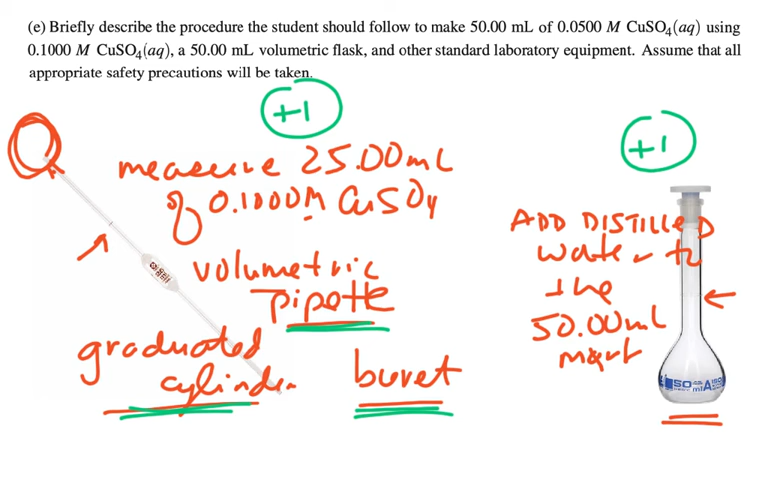 (e) Briefly describe the procedure the student should follow to make 50.00 mL of 0.0500 M CuSO₄(aq) using
0.1000 M CuSO₄(aq), a 50.00 mL volumetric flask, and other standard laboratory equipment. Assume that all
appropriate safety precautions will be taken.
+1
measure 25.00mL
of 0.1000M CuSO4
volumetric
pipette
graduated
cylinder
buret
+1
ADD DISTILLED
water to
the
50.00mL
mark